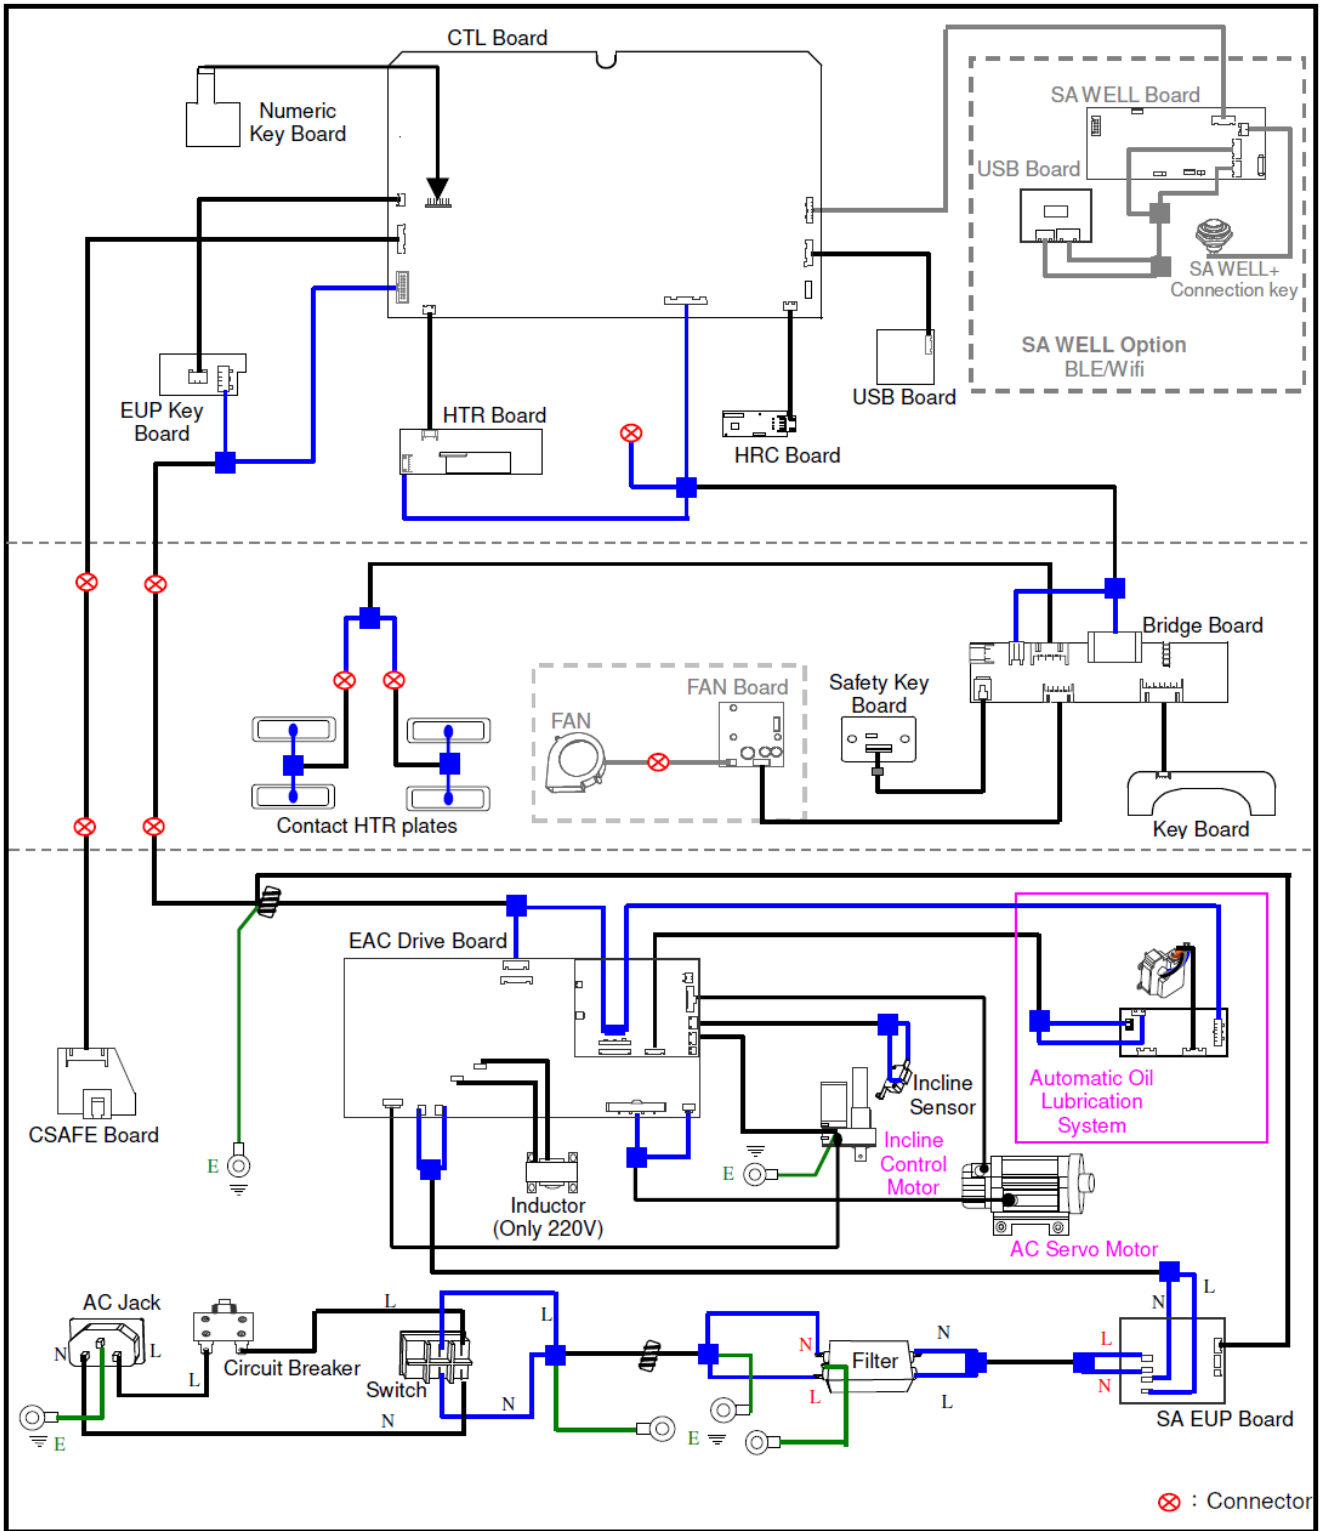 CTL Board
Numeric
Key Board
SA WELL Board
USB Board
SA WELL+
Connection key
SA WELL Option
BLE/Wifi
EUP Key
Board
HTR Board
HRC Board
USB Board
Bridge Board
FAN Board
FAN
Safety Key
Board
Contact HTR plates
Key Board
EAC Drive Board
CSAFE Board
E
Inductor
(Only 220V)
Incline
Sensor
E
Incline
Control
Motor
Automatic Oil
Lubrication
System
AC Servo Motor
AC Jack
N
L
Circuit Breaker
L
L
Switch
N
N
L
E
E
N
L
Filter
N
L
L
N
N
L
SA EUP Board
: Connector